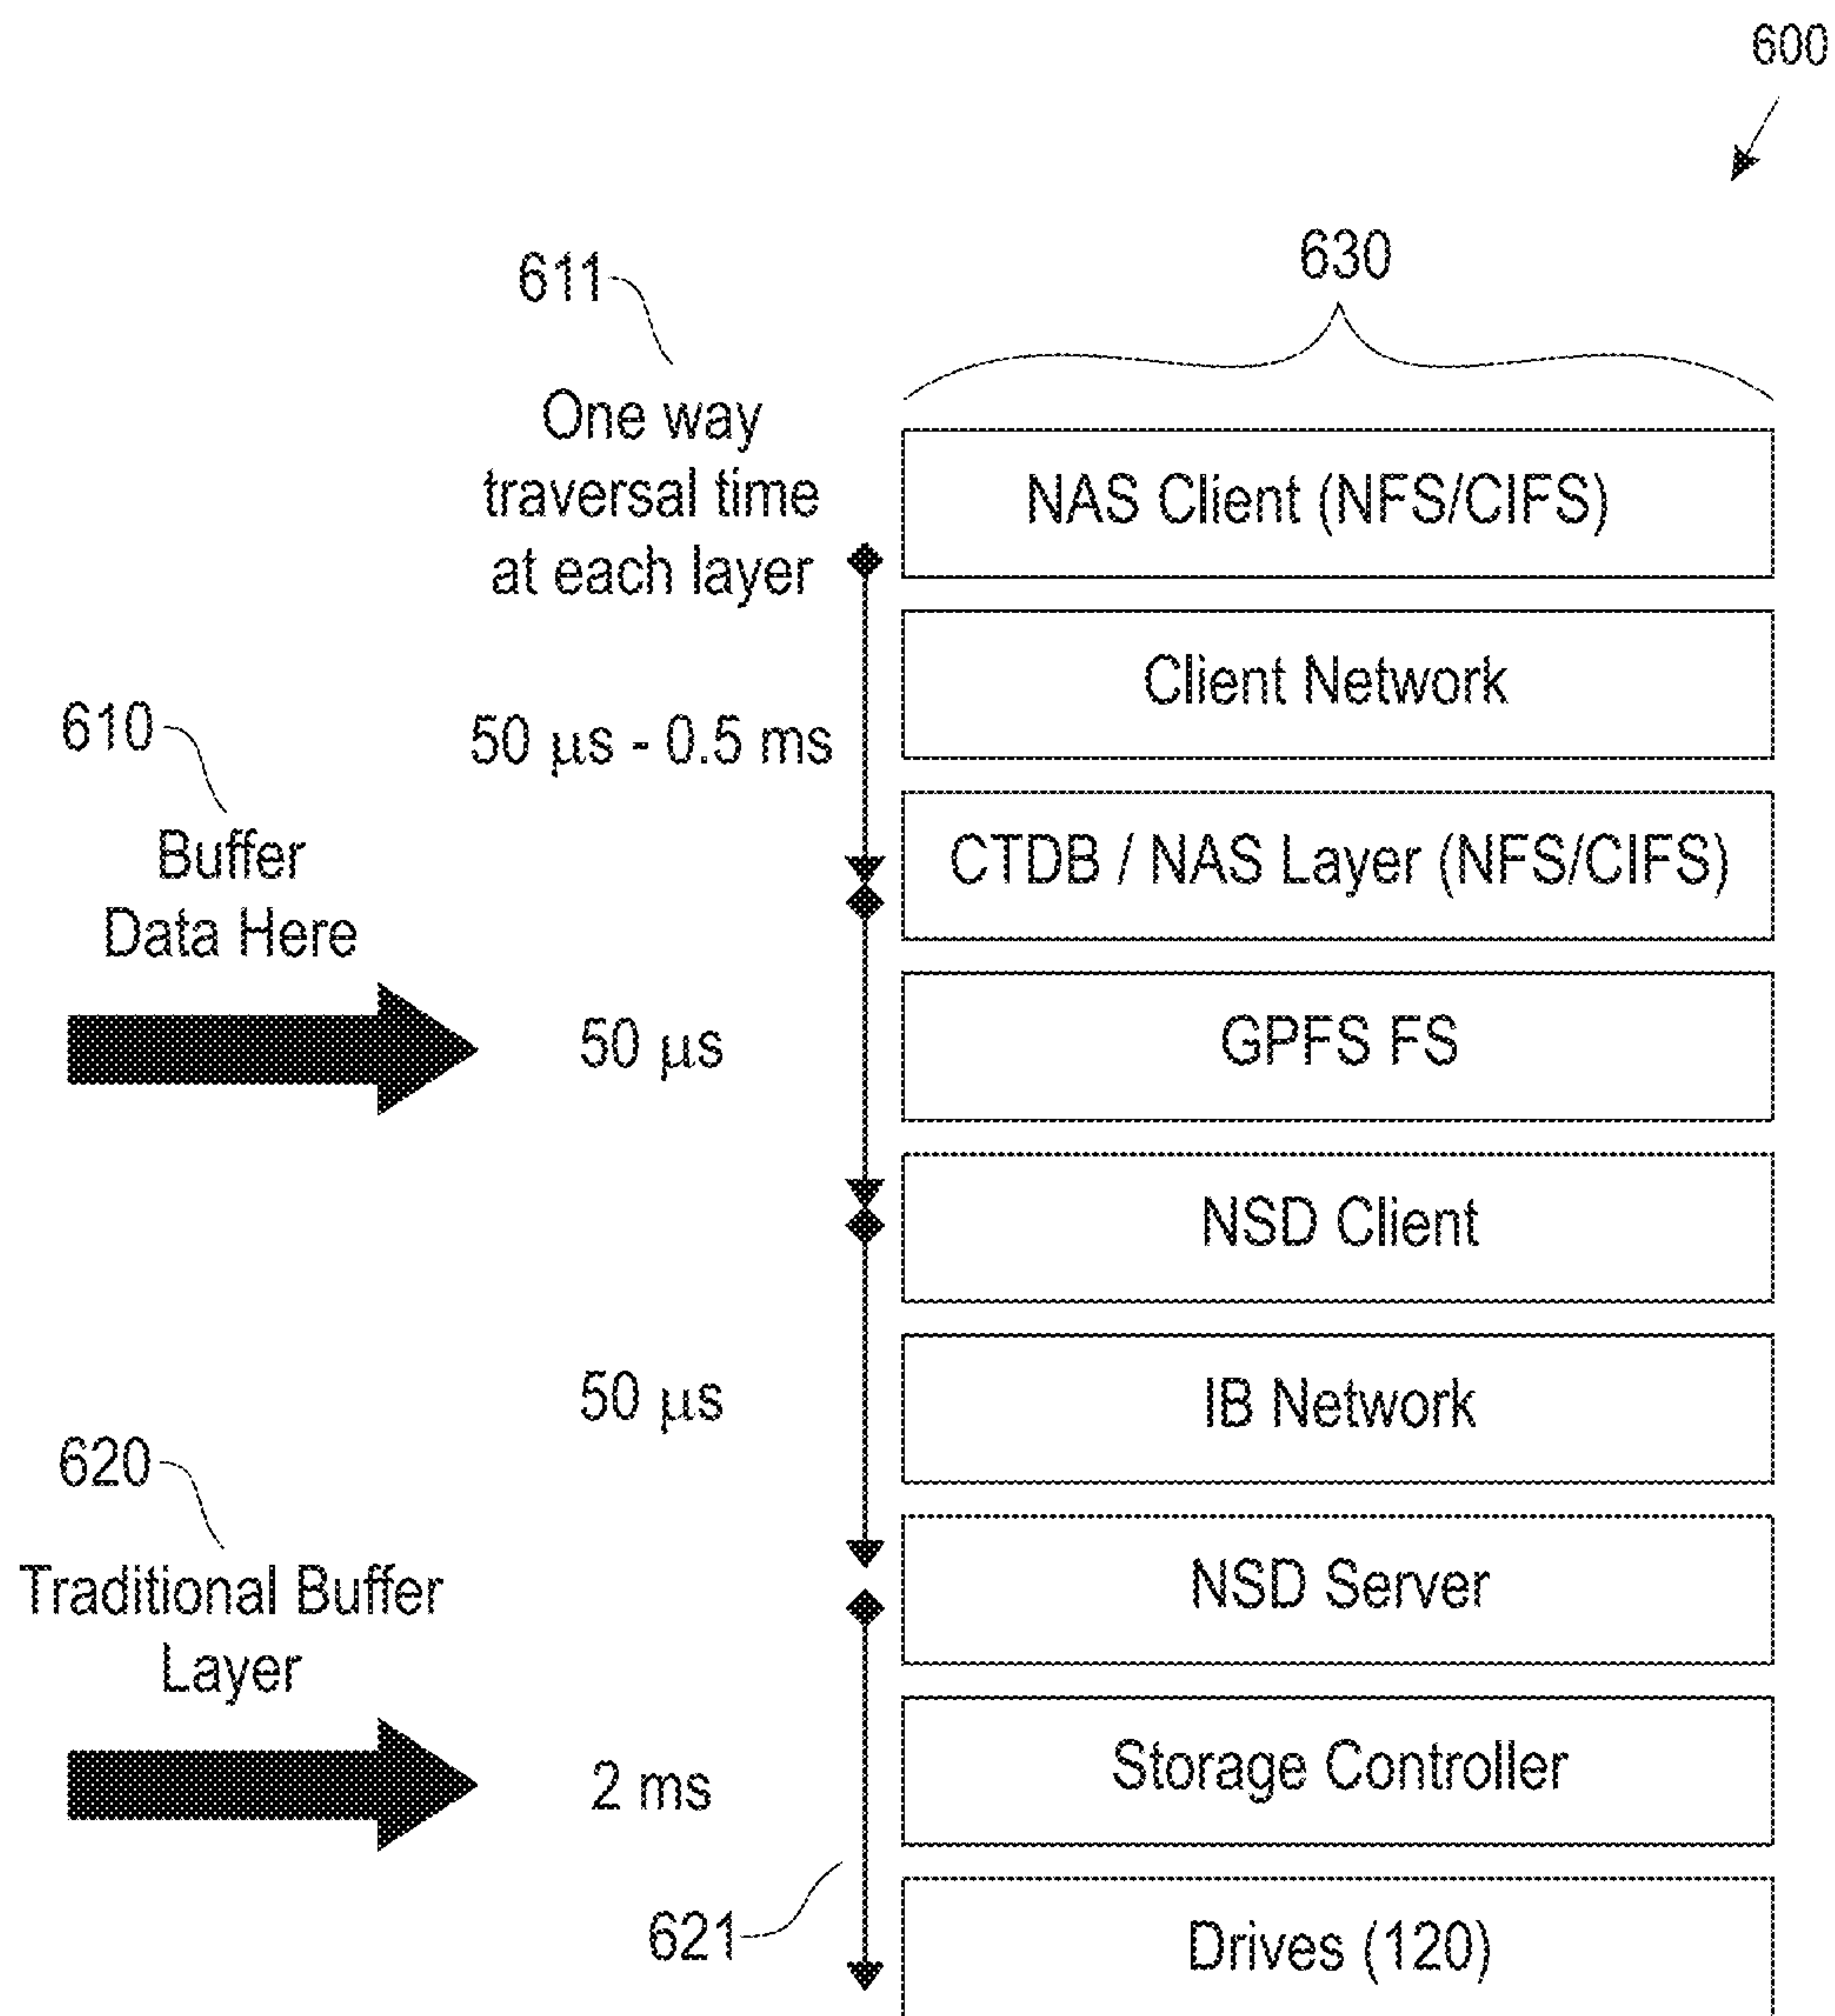 600
630
611
One way
traversal time
at each layer
NAS Client (NFS/CIFS)
Client Network
50 µs - 0.5 ms
610
Buffer
Data Here
CTDB / NAS Layer (NFS/CIFS)
50 µs
GPFS FS
NSD Client
50 µs
IB Network
620
Traditional Buffer
Layer
NSD Server
2 ms
Storage Controller
621
Drives (120)